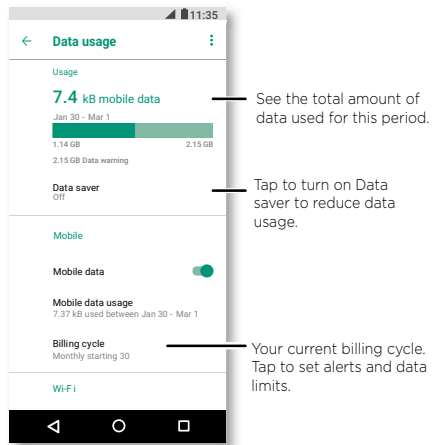 11:35
Data usage
Usage
7.4 kB mobile data
Jan 30 - Mar 1
1.14 GB 2.15 GB
2.15 GB Data warning
Data saver
Off
Mobile
Mobile data
Mobile data usage
7.37 kB used between Jan 30 - Mar 1
Billing cycle
Monthly starting 30
Wi-Fi
See the total amount of
data used for this period.
Tap to turn on Data
saver to reduce data
usage.
Your current billing cycle.
Tap to set alerts and data
limits.